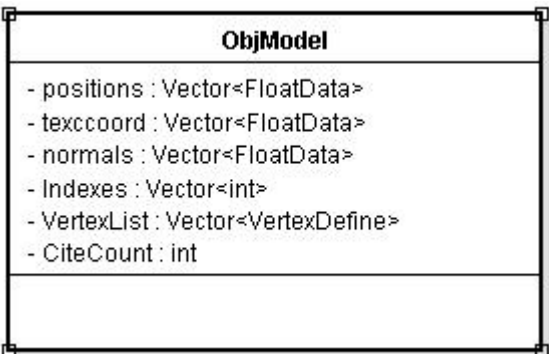 ObjModel
- positions : Vector<FloatData>
- texccoord : Vector<FloatData>
- normals : Vector<FloatData>
- Indexes : Vector<int>
- VertexList : Vector<VertexDefine>
- CiteCount : int